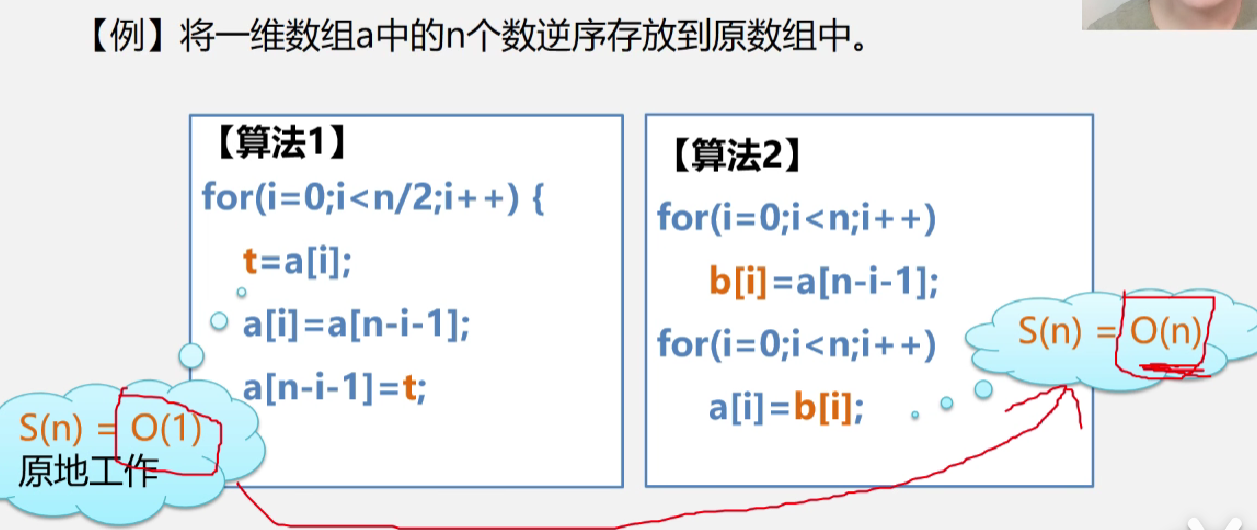 【例】将一维数组a中的n个数逆序存放到原数组中。
【算法1】
for(i=0;i<n/2;i++) {
t=a[i];
a[i]=a[n-i-1];
a[n-i-1]=t;
S(n) = O(1)
原地工作
【算法2】
for(i=0;i<n;i++)
b[i]=a[n-i-1];
for(i=0;i<n;i++)
a[i]=b[i];
S(n) = O(n)